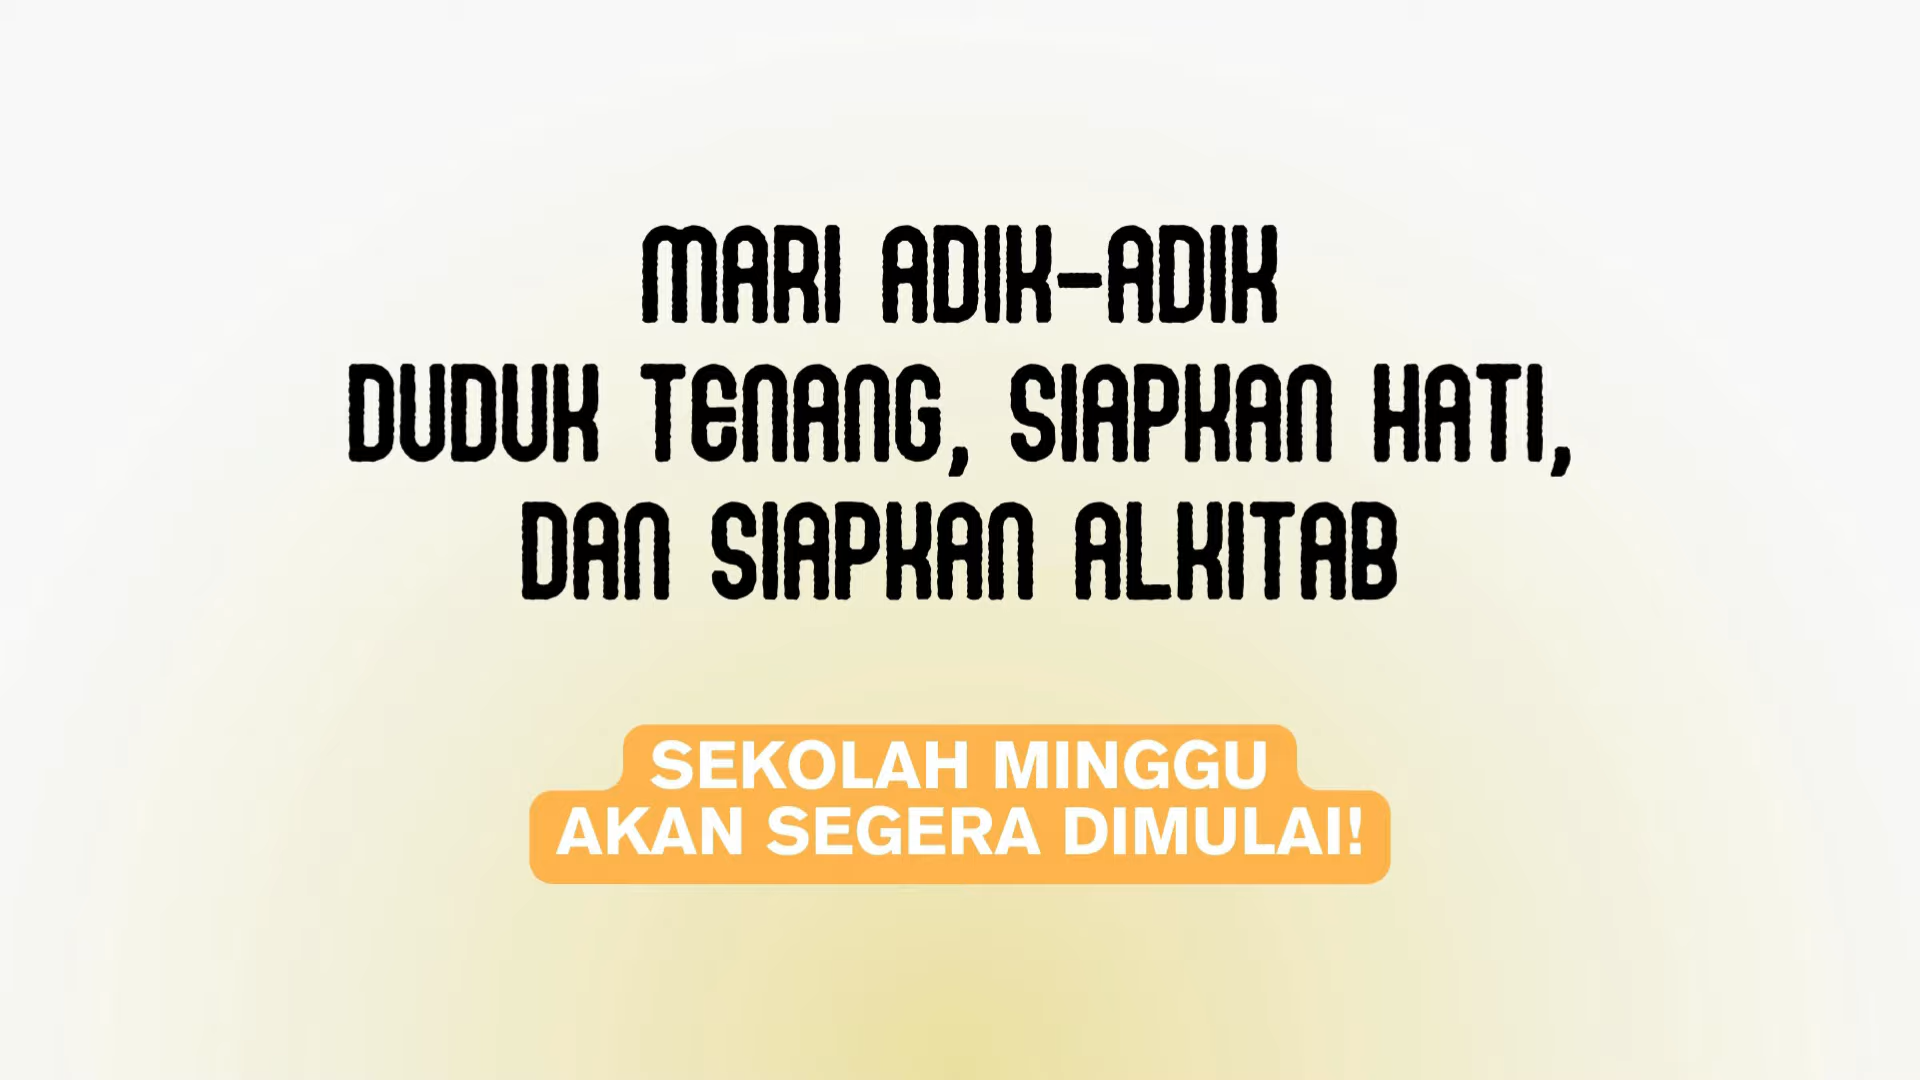 MARI ADIK-ADIK
DUDUK TENANG, SIAPKAN HATI,
DAN SIAPKAN ALKITAB
SEKOLAH MINGGU
AKAN SEGERA DIMULAI!